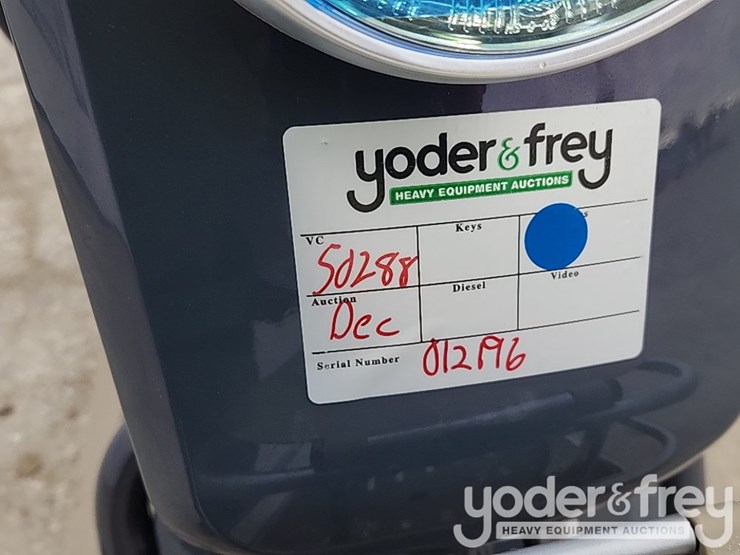 yoder & frey
HEAVY EQUIPMENT AUCTIONS
VC Keys s
50288
Auction Diesel Video
Dec
Serial Number 012196
yoder & frey
HEAVY EQUIPMENT AUCTIONS